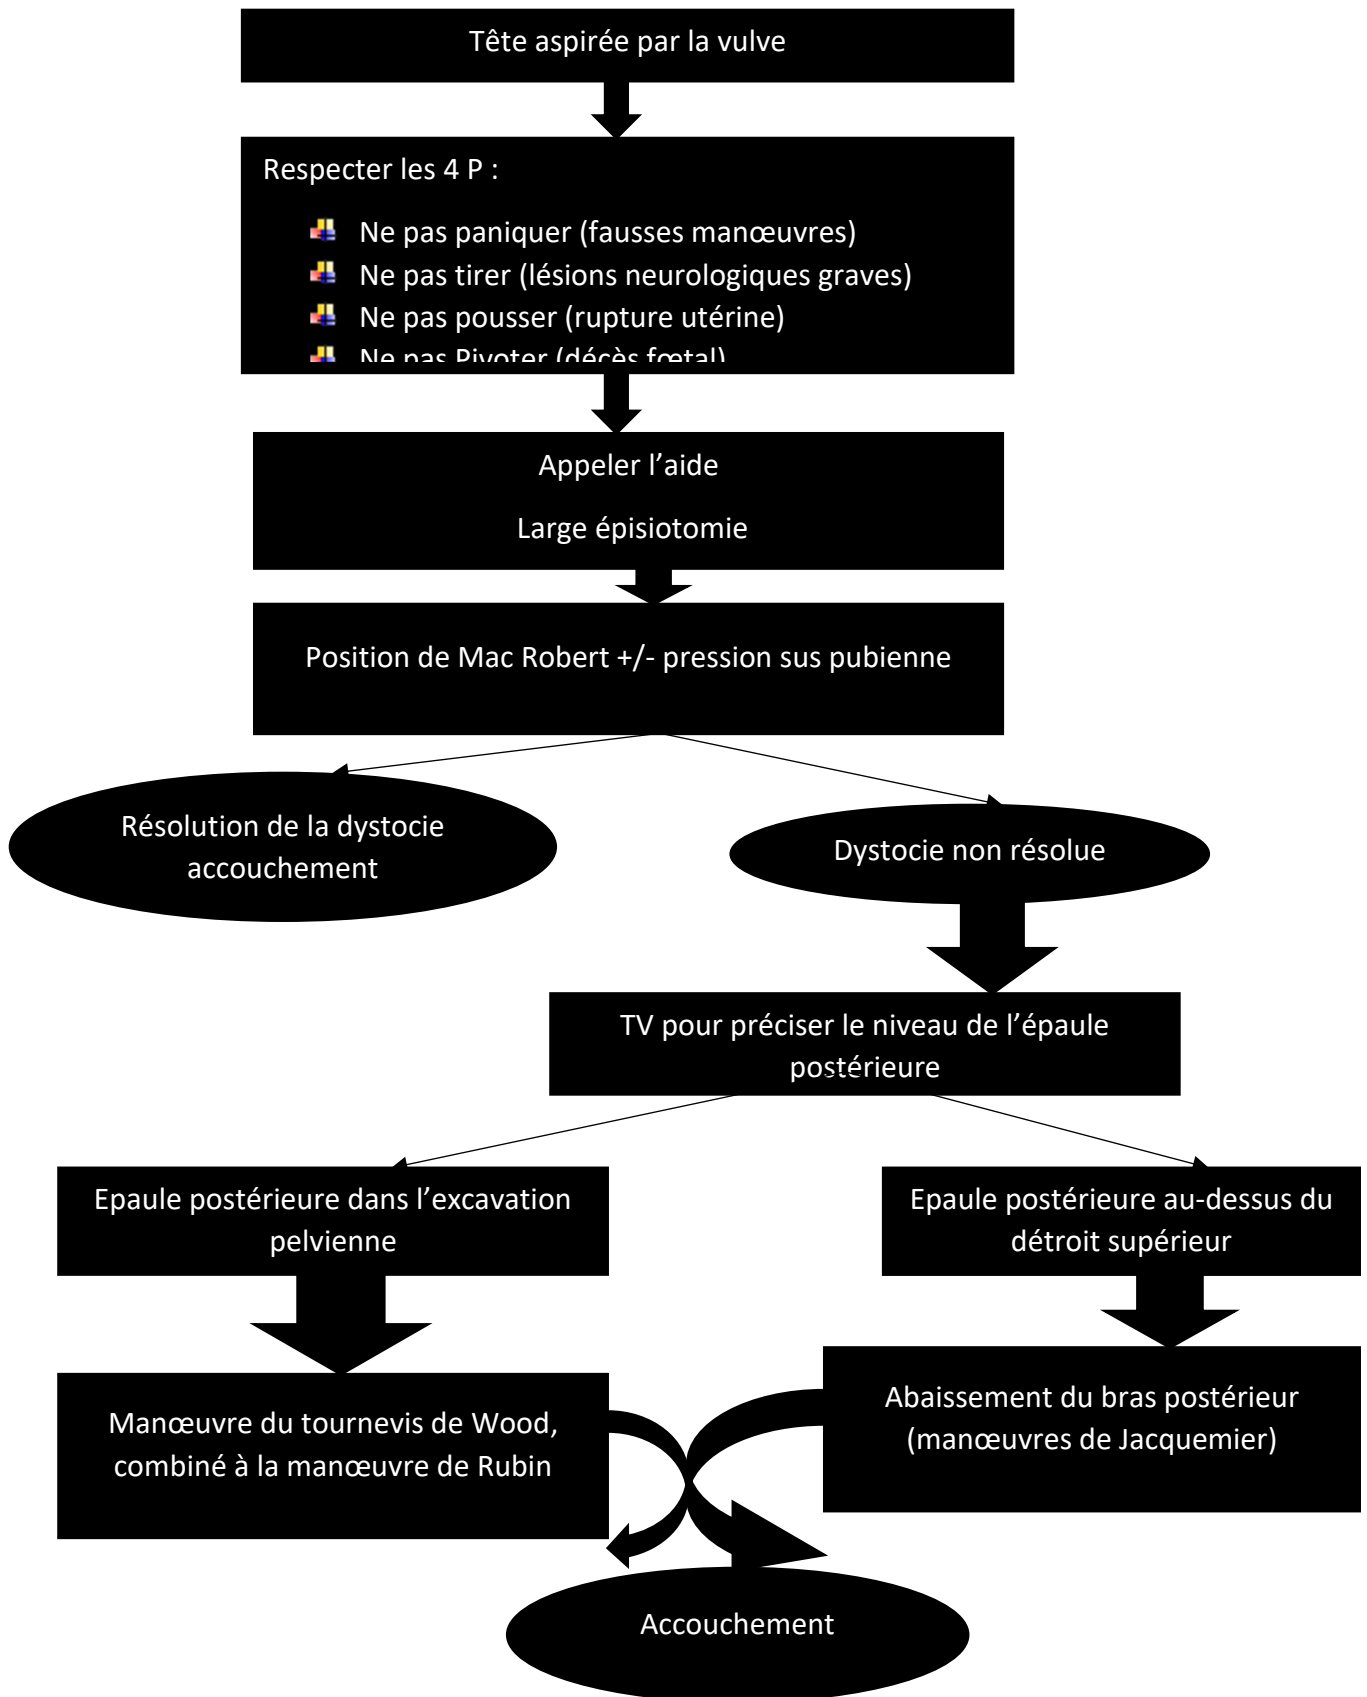 Tête aspirée par la vulve
Respecter les 4 P :
Ne pas paniquer (fausses manœuvres)
Ne pas tirer (lésions neurologiques graves)
Ne pas pousser (rupture utérine)
Ne pas Pivoter (décès fœtal)
Appeler l’aide
Large épisiotomie
Position de Mac Robert +/- pression sus pubienne
Résolution de la dystocie
accouchement
Dystocie non résolue
TV pour préciser le niveau de l’épaule
postérieure
Epaule postérieure dans l’excavation
pelvienne
Epaule postérieure au-dessus du
détroit supérieur
Manœuvre du tournevis de Wood,
combiné à la manœuvre de Rubin
Abaissement du bras postérieur
(manœuvres de Jacquemier)
Accouchement